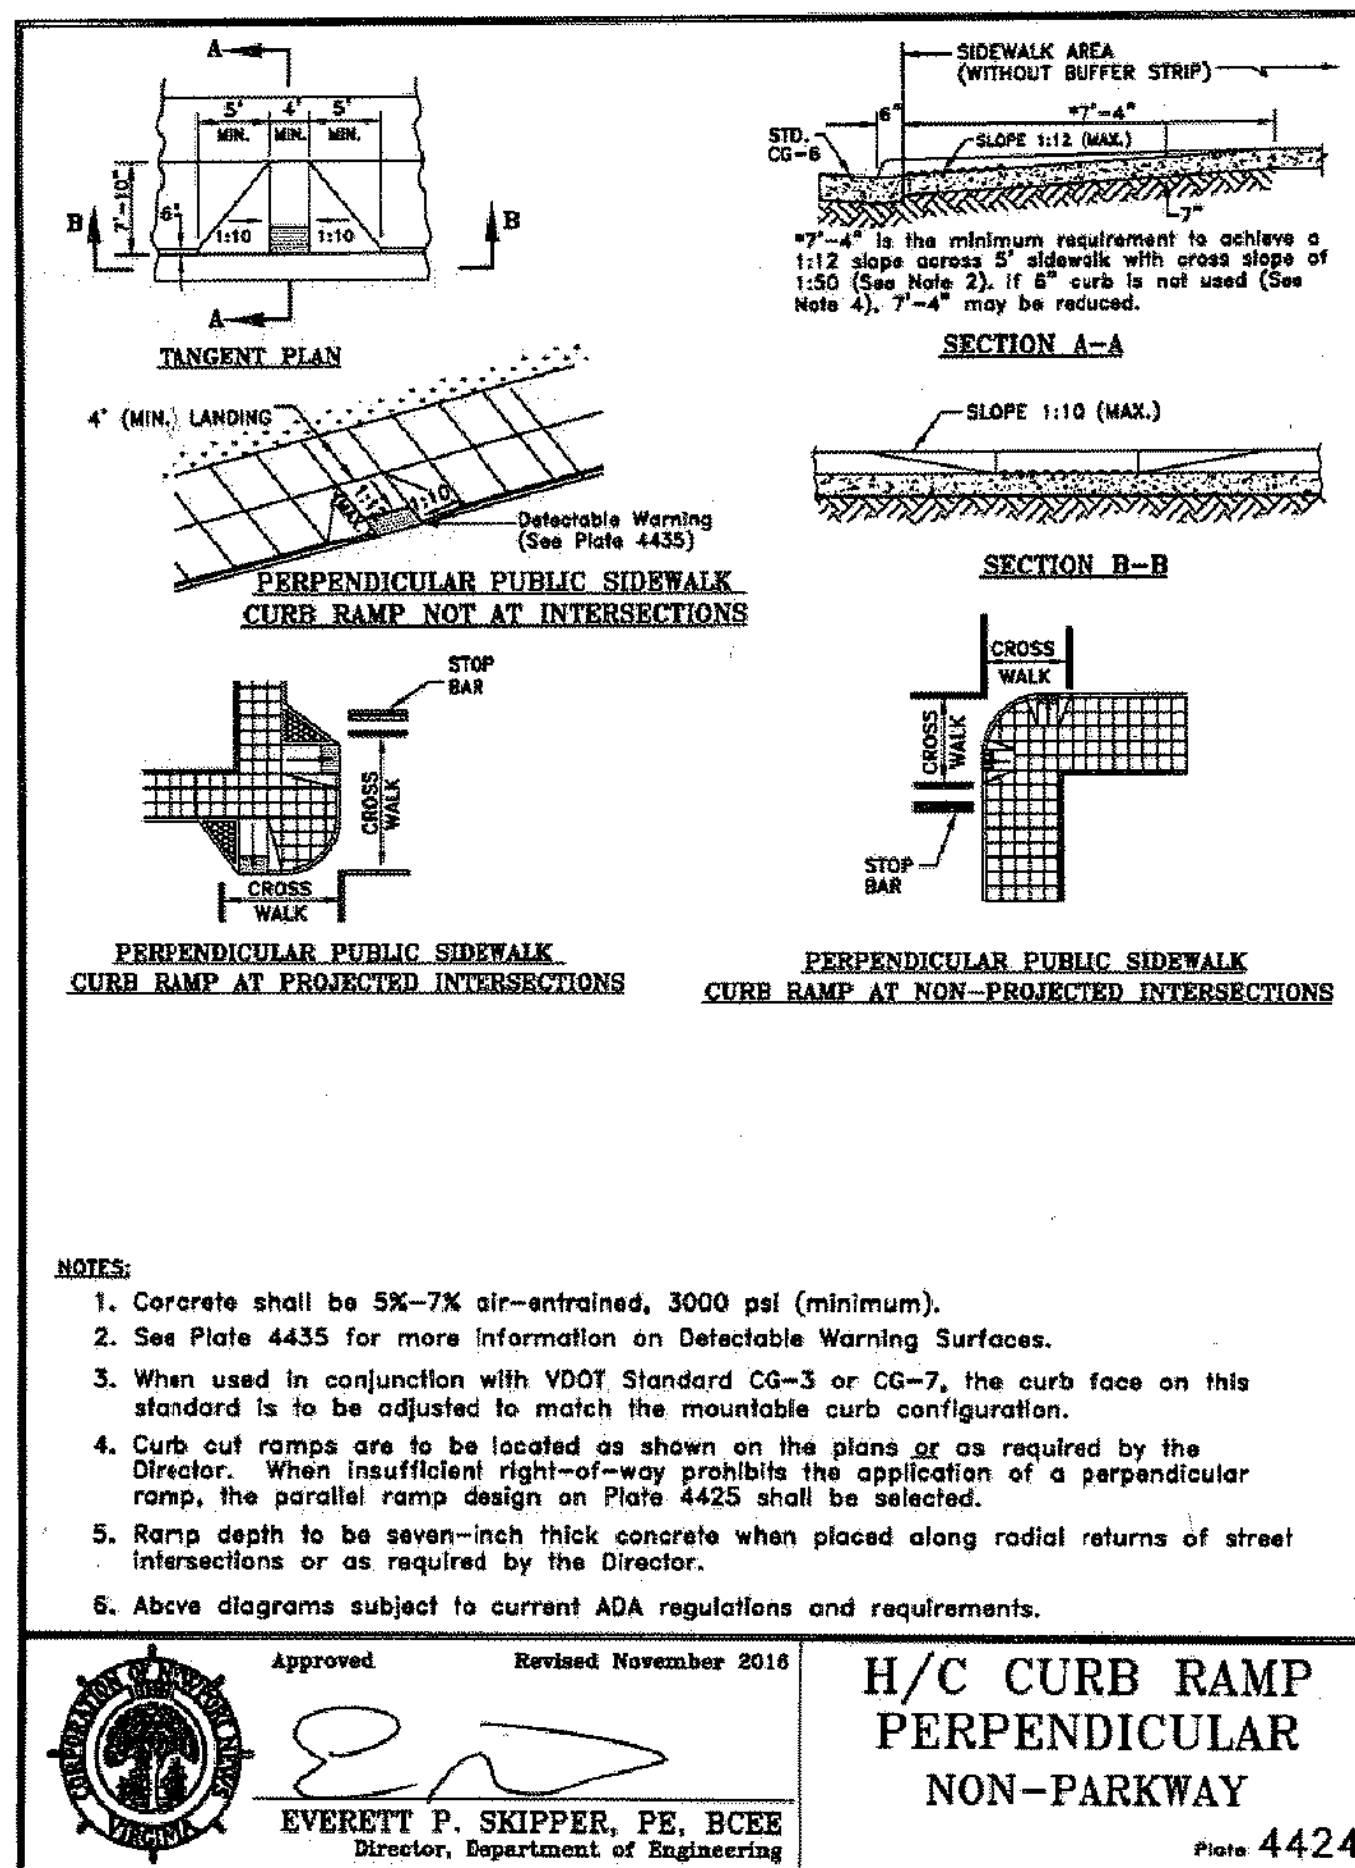 A
5' 4' 5'
MIN. MIN. MIN.
7'-10"
6"
B B
1:10 1:10
A
TANGENT PLAN
SIDEWALK AREA
(WITHOUT BUFFER STRIP)
6" *7'-4"
STD.
CG-6
SLOPE 1:12 (MAX.)
7"
*7'-4" is the minimum requirement to achieve a
1:12 slope across 5' sidewalk with cross slope of
1:50 (See Note 2). if 6" curb is not used (See
Note 4). 7'-4" may be reduced.
SECTION A-A
4' (MIN.) LANDING
1:12
MAX
1:10
Detectable Warning
(See Plate 4435)
PERPENDICULAR PUBLIC SIDEWALK
CURB RAMP NOT AT INTERSECTIONS
SLOPE 1:10 (MAX.)
SECTION B-B
STOP
BAR
CROSS
WALK
CROSS
WALK
PERPENDICULAR PUBLIC SIDEWALK
CURB RAMP AT PROJECTED INTERSECTIONS
CROSS
WALK
CROSS
WALK
STOP
BAR
PERPENDICULAR PUBLIC SIDEWALK
CURB RAMP AT NON-PROJECTED INTERSECTIONS
NOTES:
1. Corcrete shall be 5%-7% air-entrained, 3000 psi (minimum).
2. See Plate 4435 for more information on Detectable Warning Surfaces.
3. When used in conjunction with VDOT Standard CG-3 or CG-7, the curb face on this
standard is to be adjusted to match the mountable curb configuration.
4. Curb cut ramps are to be located as shown on the plans or as required by the
Director. When insufficient right-of-way prohibits the application of a perpendicular
ramp, the parallel ramp design on Plate 4425 shall be selected.
5. Ramp depth to be seven-inch thick concrete when placed along radial returns of street
intersections or as required by the Director.
6. Abcve diagrams subject to current ADA regulations and requirements.
CORPORATION OF NEWPORT NEWS
VIRGINIA
Approved Revised November 2016
EVERETT P. SKIPPER, PE, BCEE
Director, Department of Engineering
H/C CURB RAMP
PERPENDICULAR
NON-PARKWAY
Plate 4424